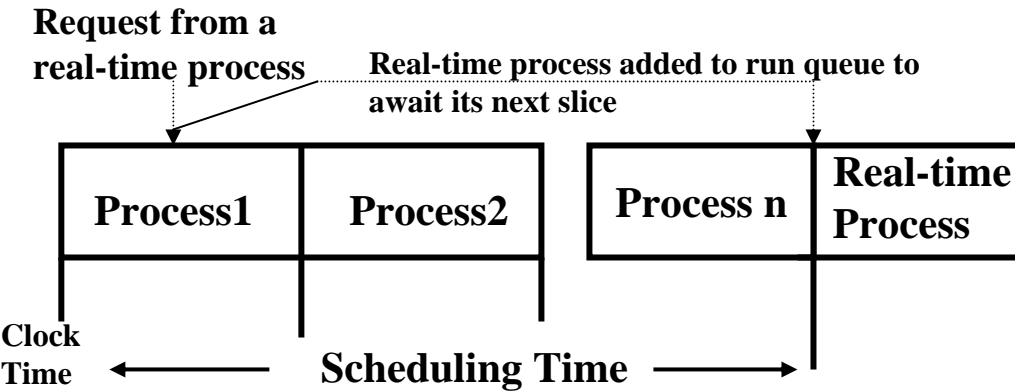 Request from a
real-time process
Real-time process added to run queue to
await its next slice
Process1
Process2
Process n
Real-time
Process
Clock
Time
Scheduling Time